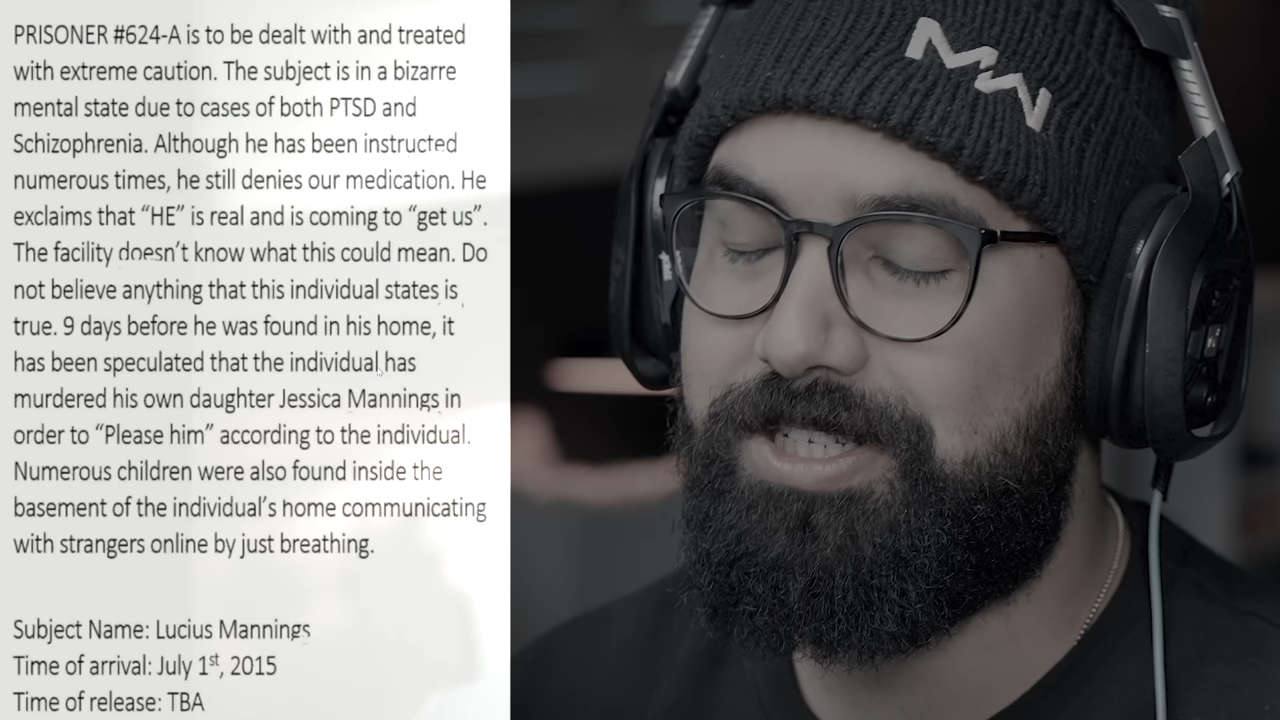 PRISONER #624-A is to be dealt with and treated
with extreme caution. The subject is in a bizarre
mental state due to cases of both PTSD and
Schizophrenia. Although he has been instructed
numerous times, he still denies our medication. He
exclaims that “HE” is real and is coming to “get us”.
The facility doesn’t know what this could mean. Do
not believe anything that this individual states is
true. 9 days before he was found in his home, it
has been speculated that the individual has
murdered his own daughter Jessica Mannings in
order to “Please him” according to the individual.
Numerous children were also found inside the
basement of the individual’s home communicating
with strangers online by just breathing.
Subject Name: Lucius Mannings
Time of arrival: July 1st, 2015
Time of release: TBA
MW